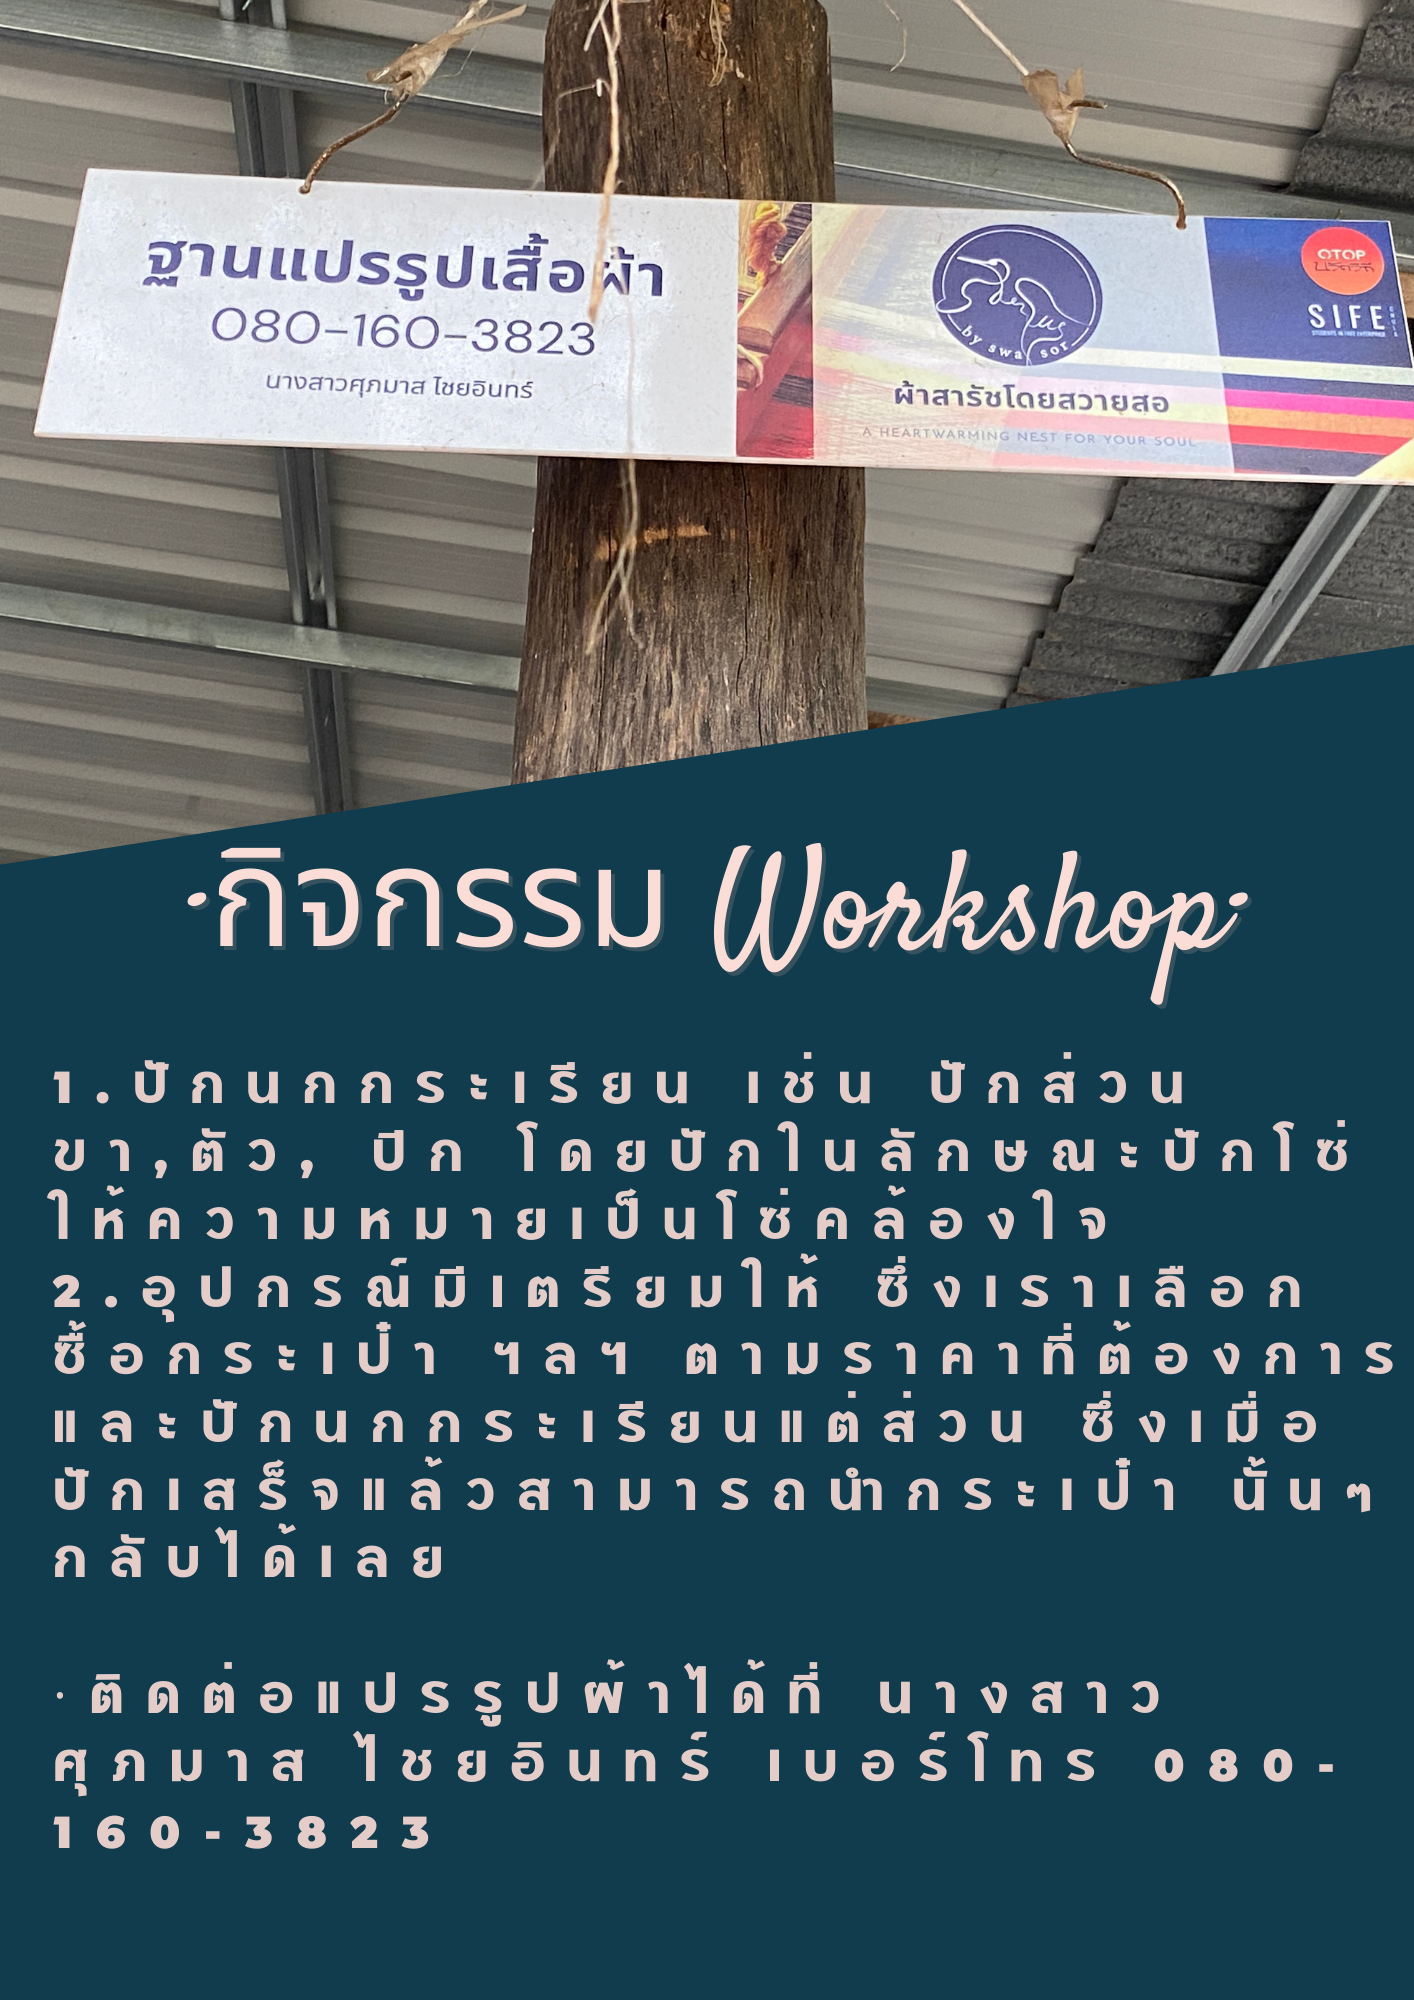 ฐานแปรรูปเสื้อผ้า
080-160-3823
นางสาวศุภมาส ไชยอินทร์
by swa sor
ผ้าสารัชโดยสวายสอ
A HEARTWARMING NEST FOR YOUR SOUL
OTOP
SIFE
·กิจกรรม Workshop·
1.ปักนกกระเรียน เช่น ปักส่วน
ขา,ตัว, ปีก โดยปักในลักษณะปักโซ่
ให้ความหมายเป็นโซ่คล้องใจ
2.อุปกรณ์มีเตรียมให้ ซึ่งเราเลือก
ซื้อกระเป๋า ฯลฯ ตามราคาที่ต้องการ
และปักนกกระเรียนแต่ส่วน ซึ่งเมื่อ
ปักเสร็จแล้วสามารถนำกระเป๋า นั้นๆ
กลับได้เลย
·ติดต่อแปรรูปผ้าได้ที่ นางสาว
ศุภมาส ไชยอินทร์ เบอร์โทร 080-
160-3823